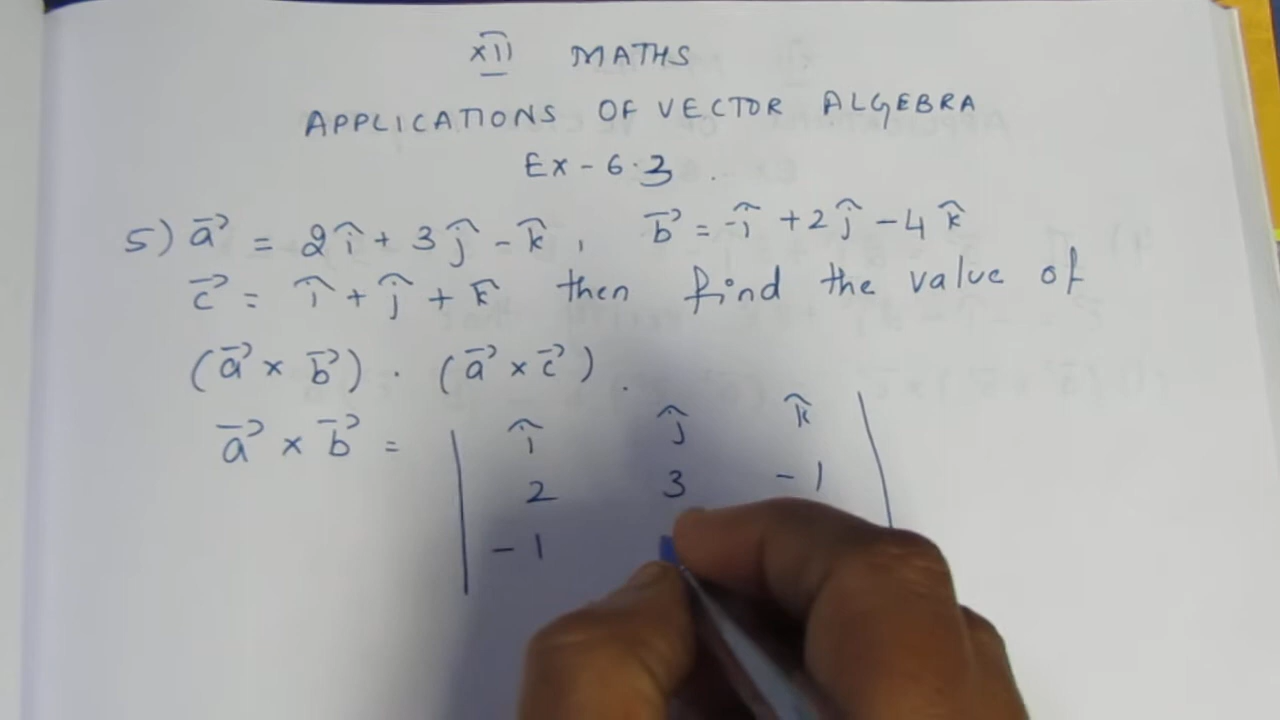 XII MATHS
APPLICATIONS OF VECTOR ALGEBRA
Ex - 6.3 .
5) a⃗ = 2î + 3ĵ - k̂ , b⃗ = -î + 2ĵ - 4k̂
c⃗ = î + ĵ + k̂ then find the value of
(a⃗ × b⃗) . (a⃗ × c⃗) .
a⃗ × b⃗ = | î ĵ k̂ |
2 3 -1
-1